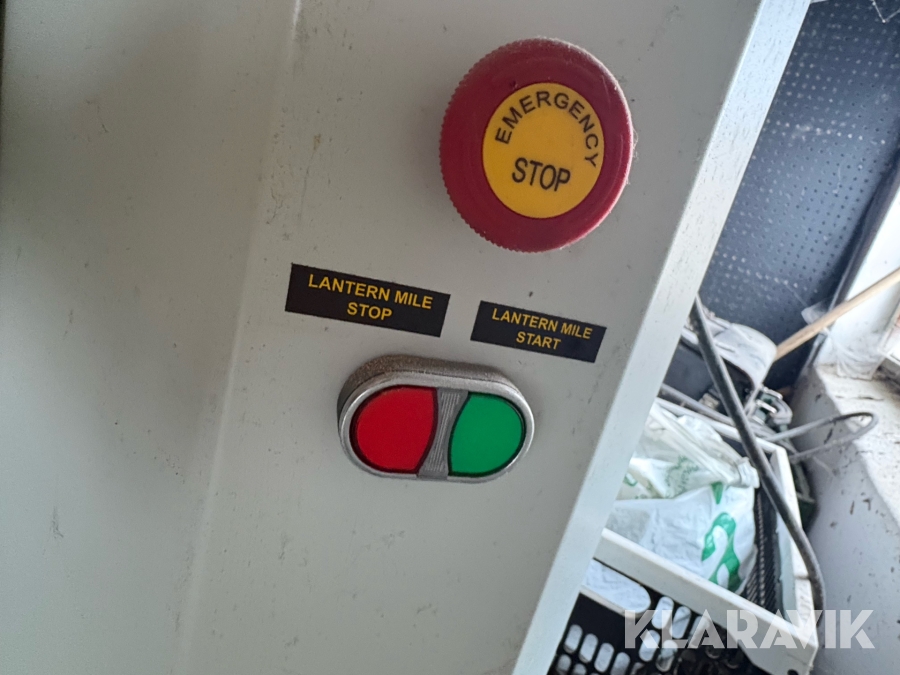 EMERGENCY
STOP
LANTERN MILE
STOP
LANTERN MILE
START
KLARAVIK